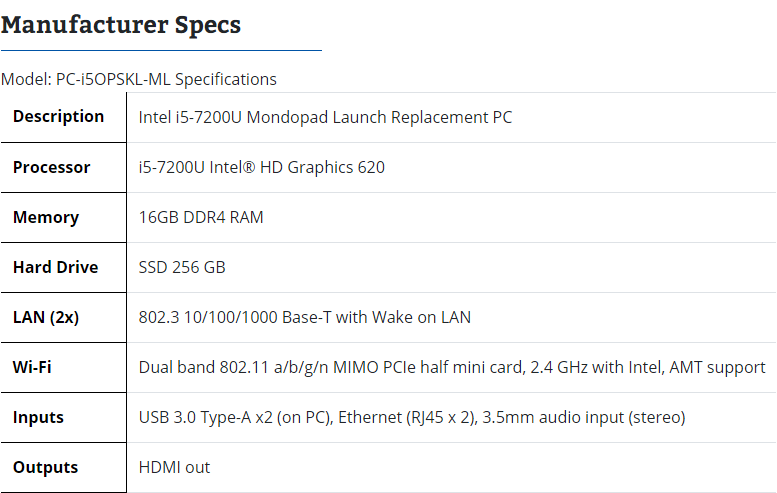 Manufacturer Specs
Model: PC-i5OPSKL-ML Specifications
Description Intel i5-7200U Mondopad Launch Replacement PC
Processor i5-7200U Intel® HD Graphics 620
Memory 16GB DDR4 RAM
Hard Drive SSD 256 GB
LAN (2x) 802.3 10/100/1000 Base-T with Wake on LAN
Wi-Fi Dual band 802.11 a/b/g/n MIMO PCIe half mini card, 2.4 GHz with Intel, AMT support
Inputs USB 3.0 Type-A x2 (on PC), Ethernet (RJ45 x 2), 3.5mm audio input (stereo)
Outputs HDMI out